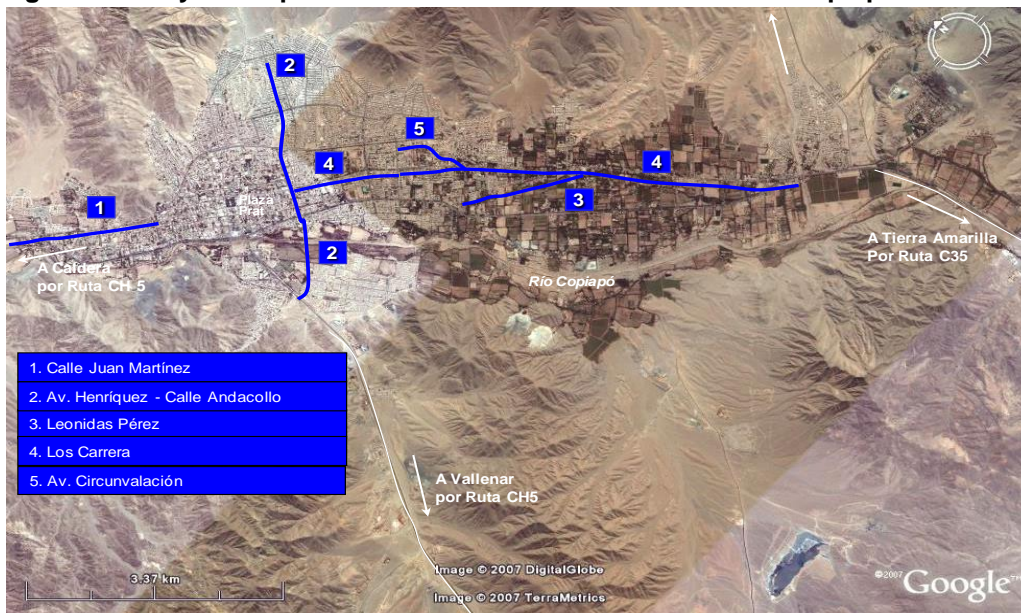 2
N
5
4
4
1
3
Plaza
Prat
2
A Caldera
por Ruta CH-5
A Tierra Amarilla
Por Ruta C35
Río Copiapó
1. Calle Juan Martínez
2. Av. Henríquez - Calle Andacollo
3. Leonidas Pérez
4. Los Carrera
5. Av. Circunvalación
A Vallenar
por Ruta CH5
3.37 km
Image © 2007 DigitalGlobe
Image © 2007 TerraMetrics
©2007 Google™